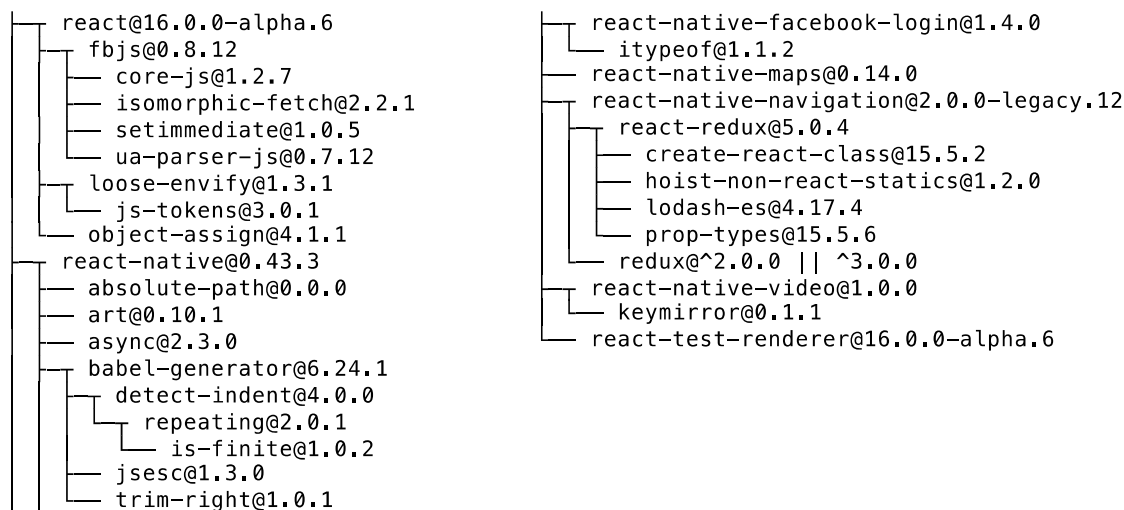 react@16.0.0-alpha.6
fbjs@0.8.12
core-js@1.2.7
isomorphic-fetch@2.2.1
setimmediate@1.0.5
ua-parser-js@0.7.12
loose-envify@1.3.1
js-tokens@3.0.1
object-assign@4.1.1
react-native@0.43.3
absolute-path@0.0.0
art@0.10.1
async@2.3.0
babel-generator@6.24.1
detect-indent@4.0.0
repeating@2.0.1
is-finite@1.0.2
jsesc@1.3.0
trim-right@1.0.1
react-native-facebook-login@1.4.0
itypeof@1.1.2
react-native-maps@0.14.0
react-native-navigation@2.0.0-legacy.12
react-redux@5.0.4
create-react-class@15.5.2
hoist-non-react-statics@1.2.0
lodash-es@4.17.4
prop-types@15.5.6
redux@^2.0.0 || ^3.0.0
react-native-video@1.0.0
keymirror@0.1.1
react-test-renderer@16.0.0-alpha.6